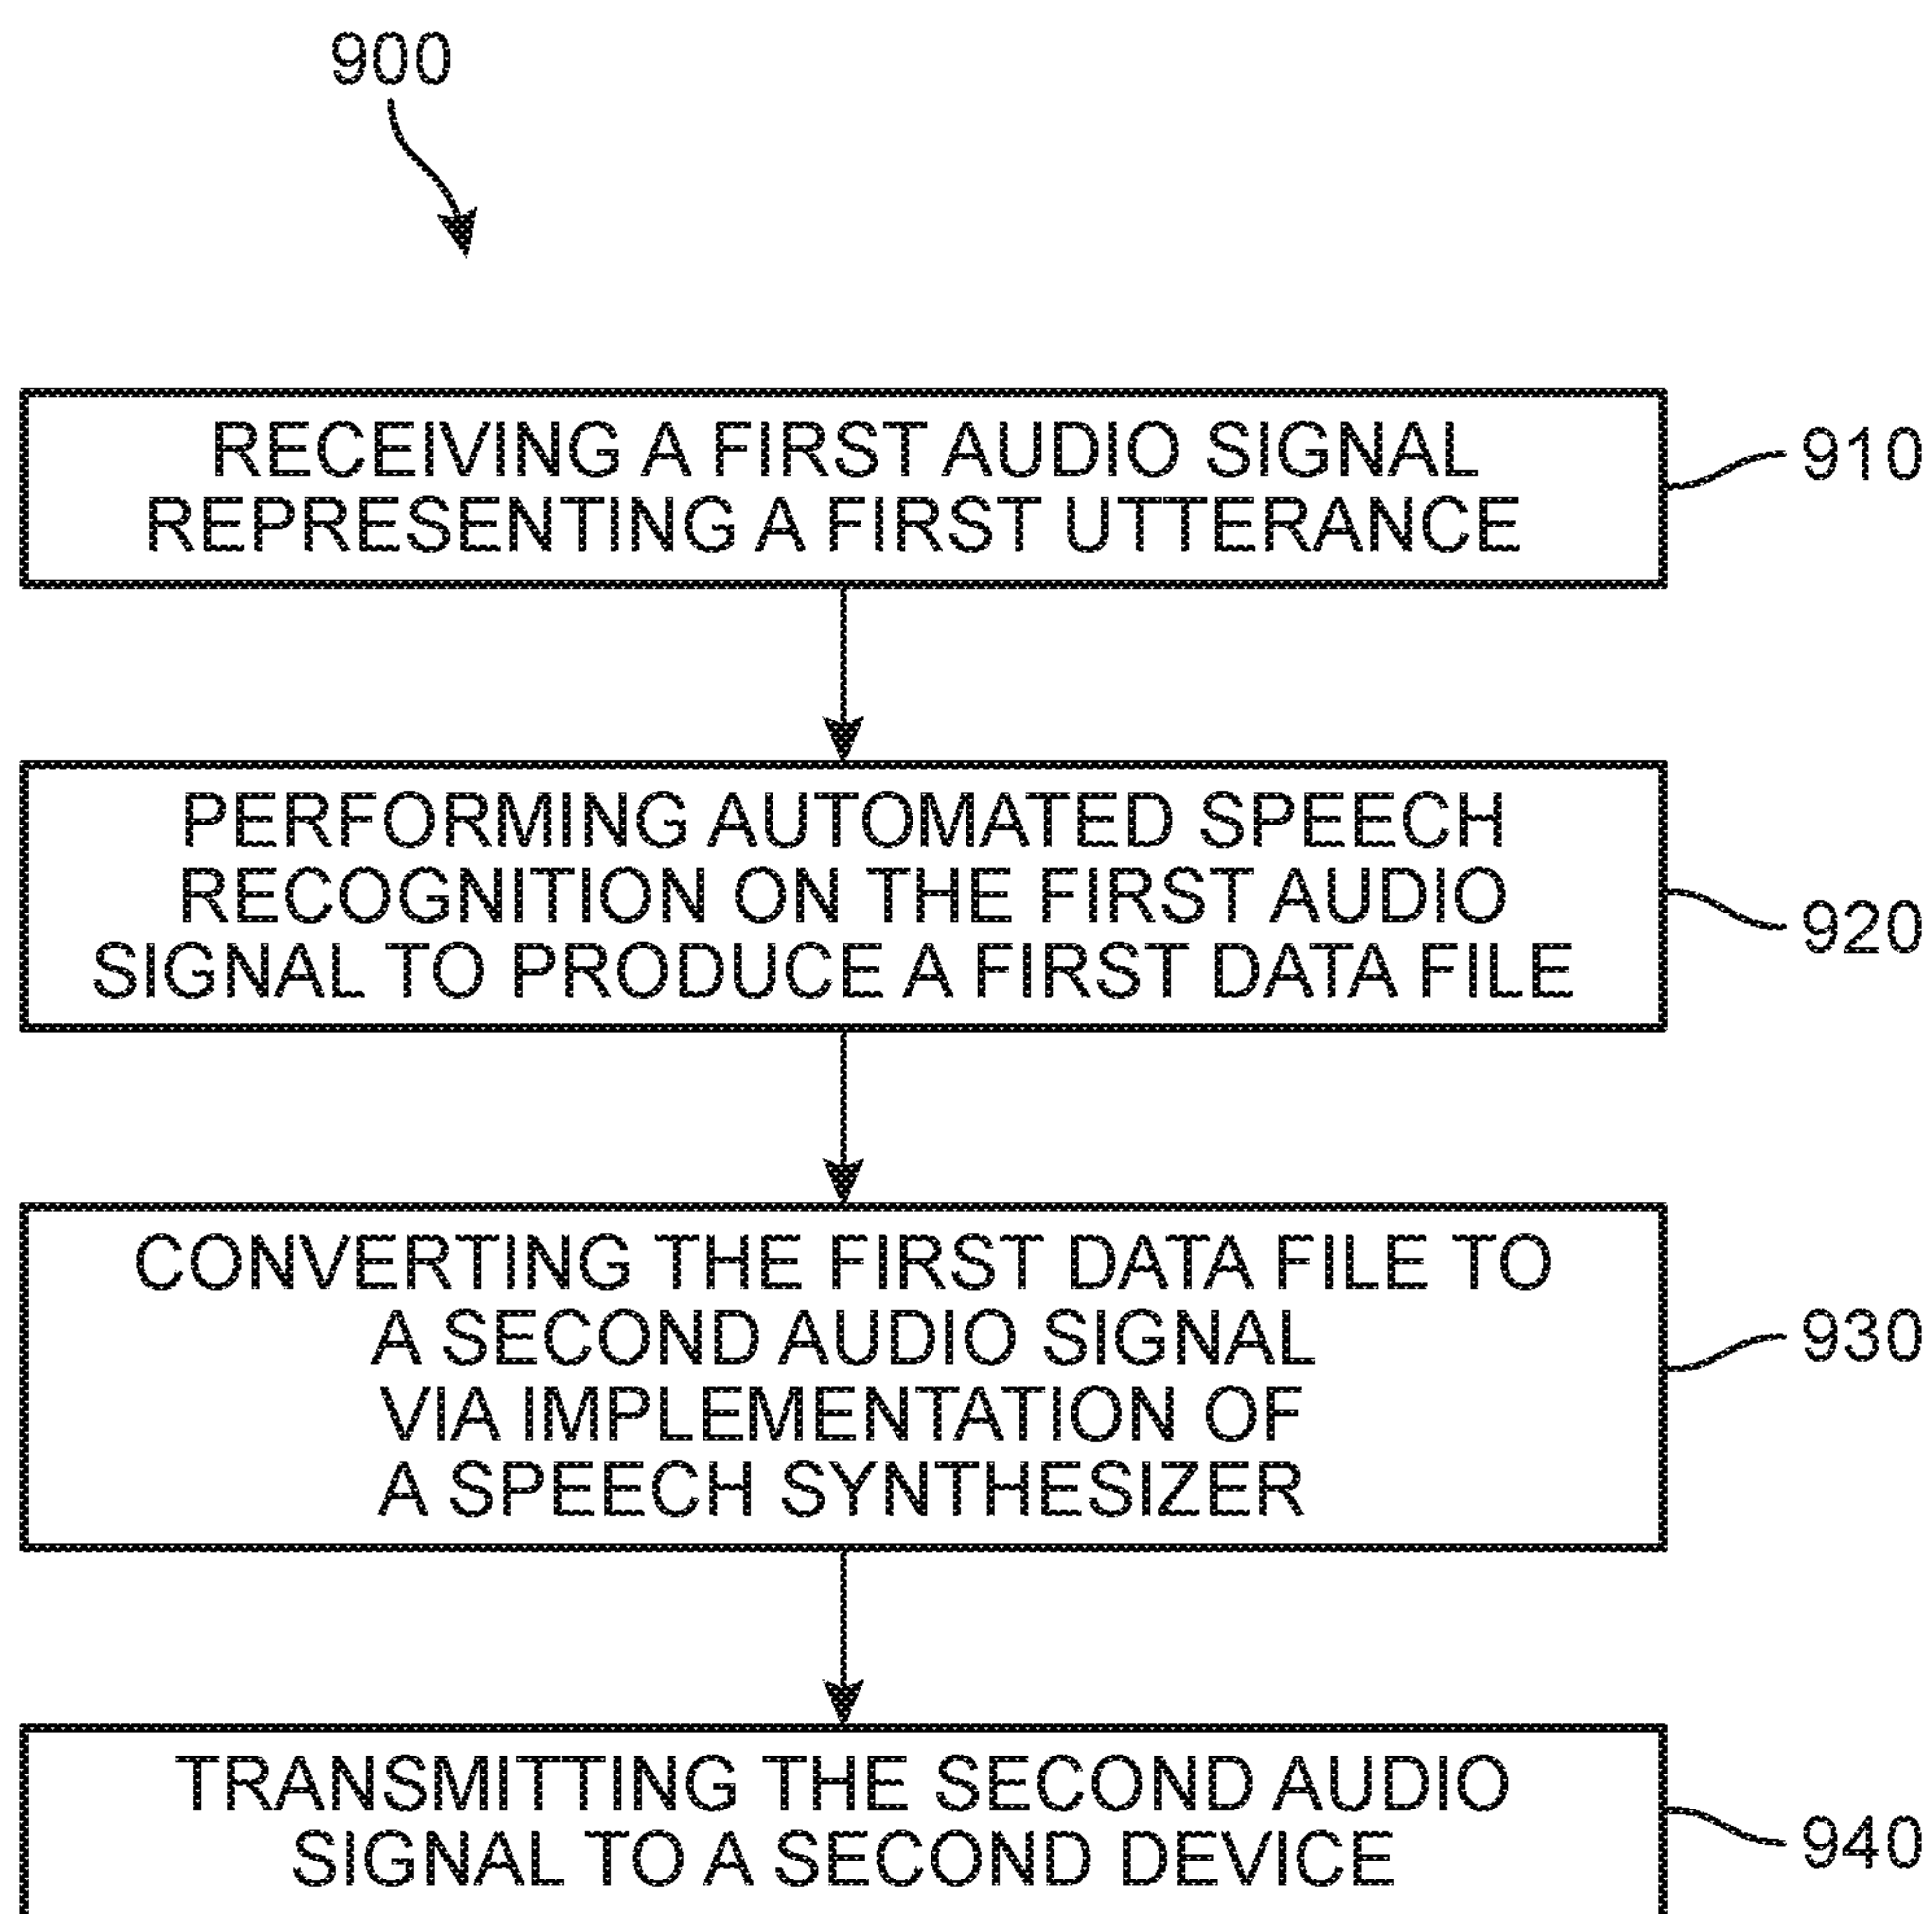 900
RECEIVING A FIRST AUDIO SIGNAL
REPRESENTING A FIRST UTTERANCE
910
PERFORMING AUTOMATED SPEECH
RECOGNITION ON THE FIRST AUDIO
SIGNAL TO PRODUCE A FIRST DATA FILE
920
CONVERTING THE FIRST DATA FILE TO
A SECOND AUDIO SIGNAL
VIA IMPLEMENTATION OF
A SPEECH SYNTHESIZER
930
TRANSMITTING THE SECOND AUDIO
SIGNAL TO A SECOND DEVICE
940